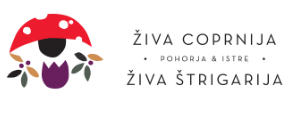 ŽIVA COPRNIJA
• POHORJA & ISTRE •
ŽIVA ŠTRIGARIJA